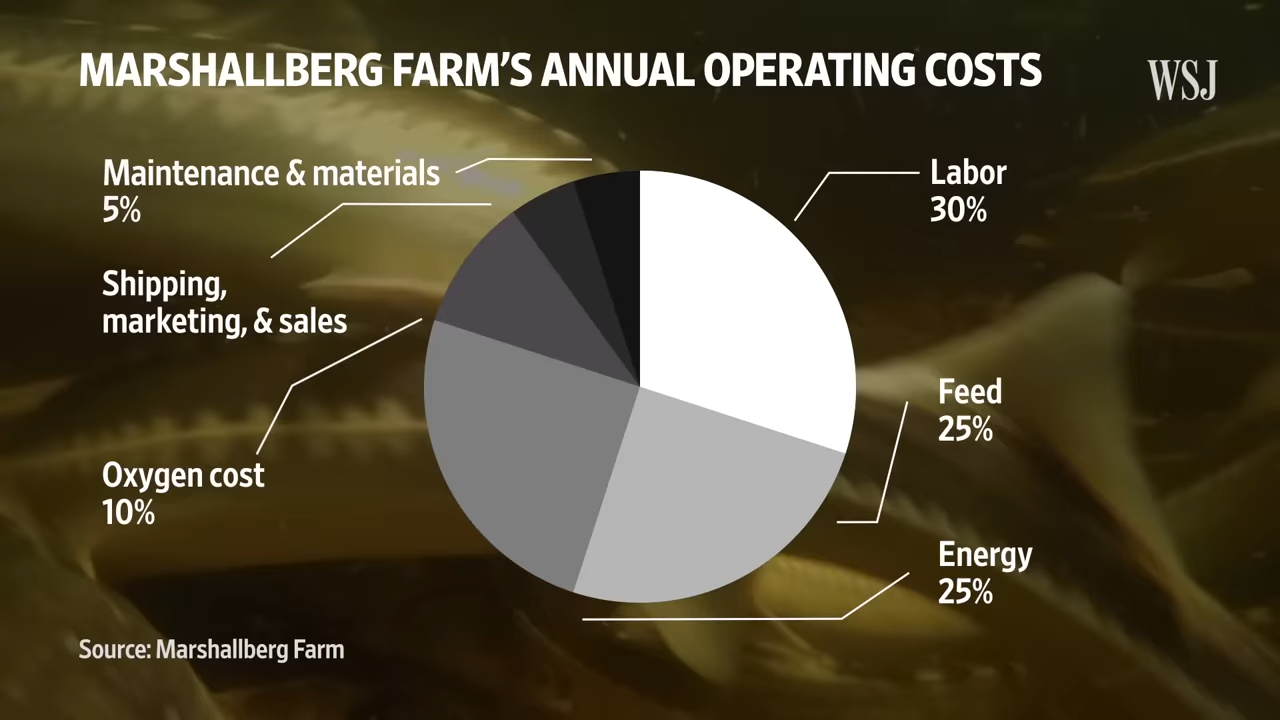 MARSHALLBERG FARM'S ANNUAL OPERATING COSTS
WSJ
Maintenance & materials
5%
Shipping,
marketing, & sales
Oxygen cost
10%
Labor
30%
Feed
25%
Energy
25%
Source: Marshallberg Farm